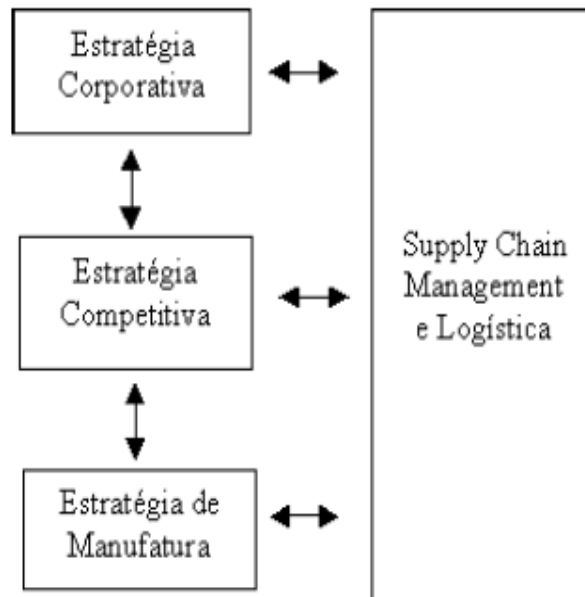 Estratégia
Corporativa
Estratégia
Competitiva
Supply Chain
Management
e Logística
Estratégia de
Manufatura